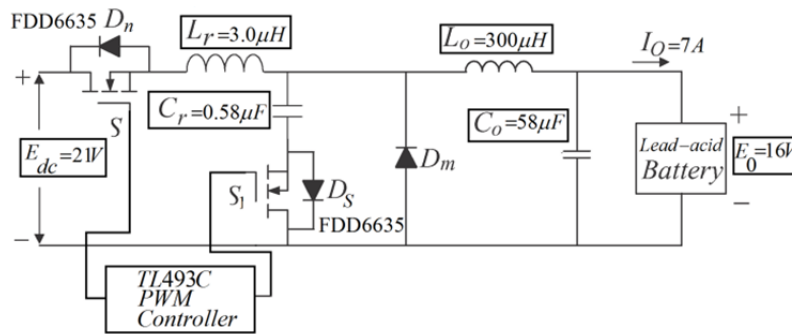 FDD6635
D_n
L_r=3.0μH
L_o=300μH
I_O=7A
+
S
C_r=0.58μF
C_o=58μF
E_dc=21V
+
Lead-acid
Battery
E_0=16V
D_m
S_1
D_S
FDD6635
−
−
TL493C
PWM
Controller